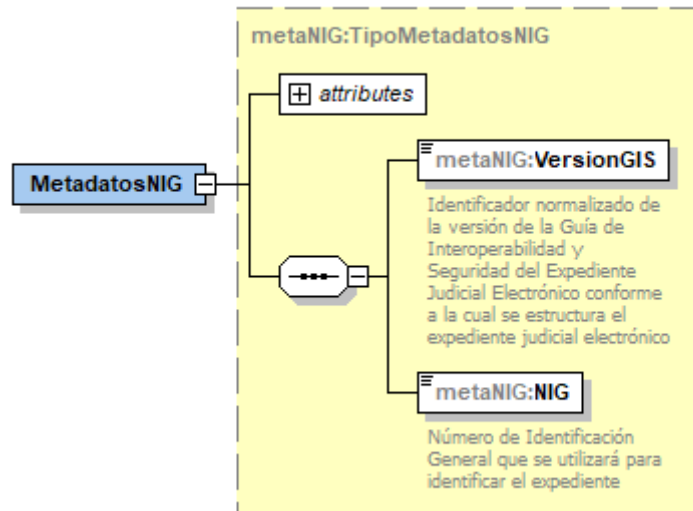 metaNIG:TipoMetadatosNIG
attributes
MetadatosNIG
metaNIG:VersionGIS
Identificador normalizado de
la versión de la Guía de
Interoperabilidad y
Seguridad del Expediente
Judicial Electrónico conforme
a la cual se estructura el
expediente judicial electrónico
metaNIG:NIG
Número de Identificación
General que se utilizará para
identificar el expediente